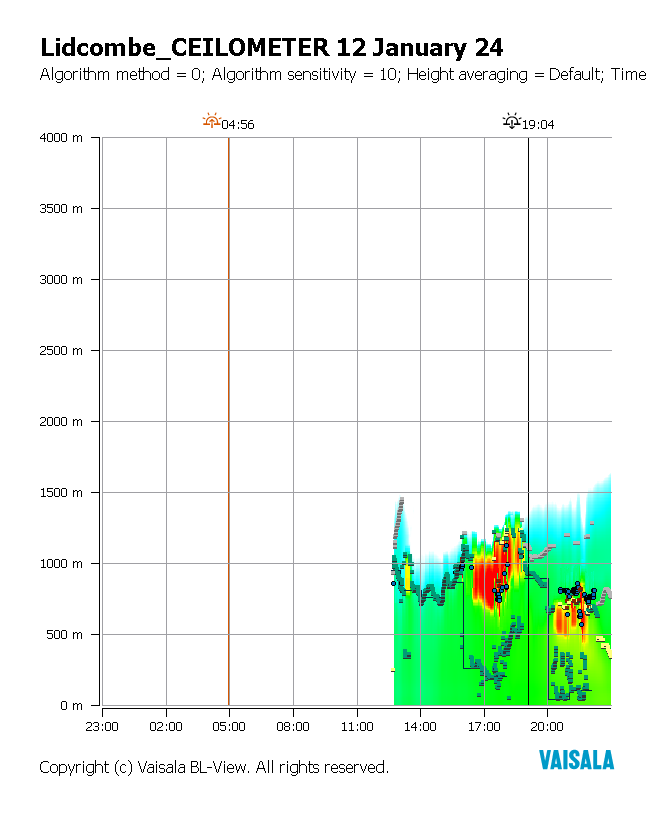 Lidcombe_CEILOMETER 12 January 24
Algorithm method = 0; Algorithm sensitivity = 10; Height averaging = Default; Time
04:56
19:04
4000 m
3500 m
3000 m
2500 m
2000 m
1500 m
1000 m
500 m
0 m
23:00 02:00 05:00 08:00 11:00 14:00 17:00 20:00
Copyright (c) Vaisala BL-View. All rights reserved.
VAISALA